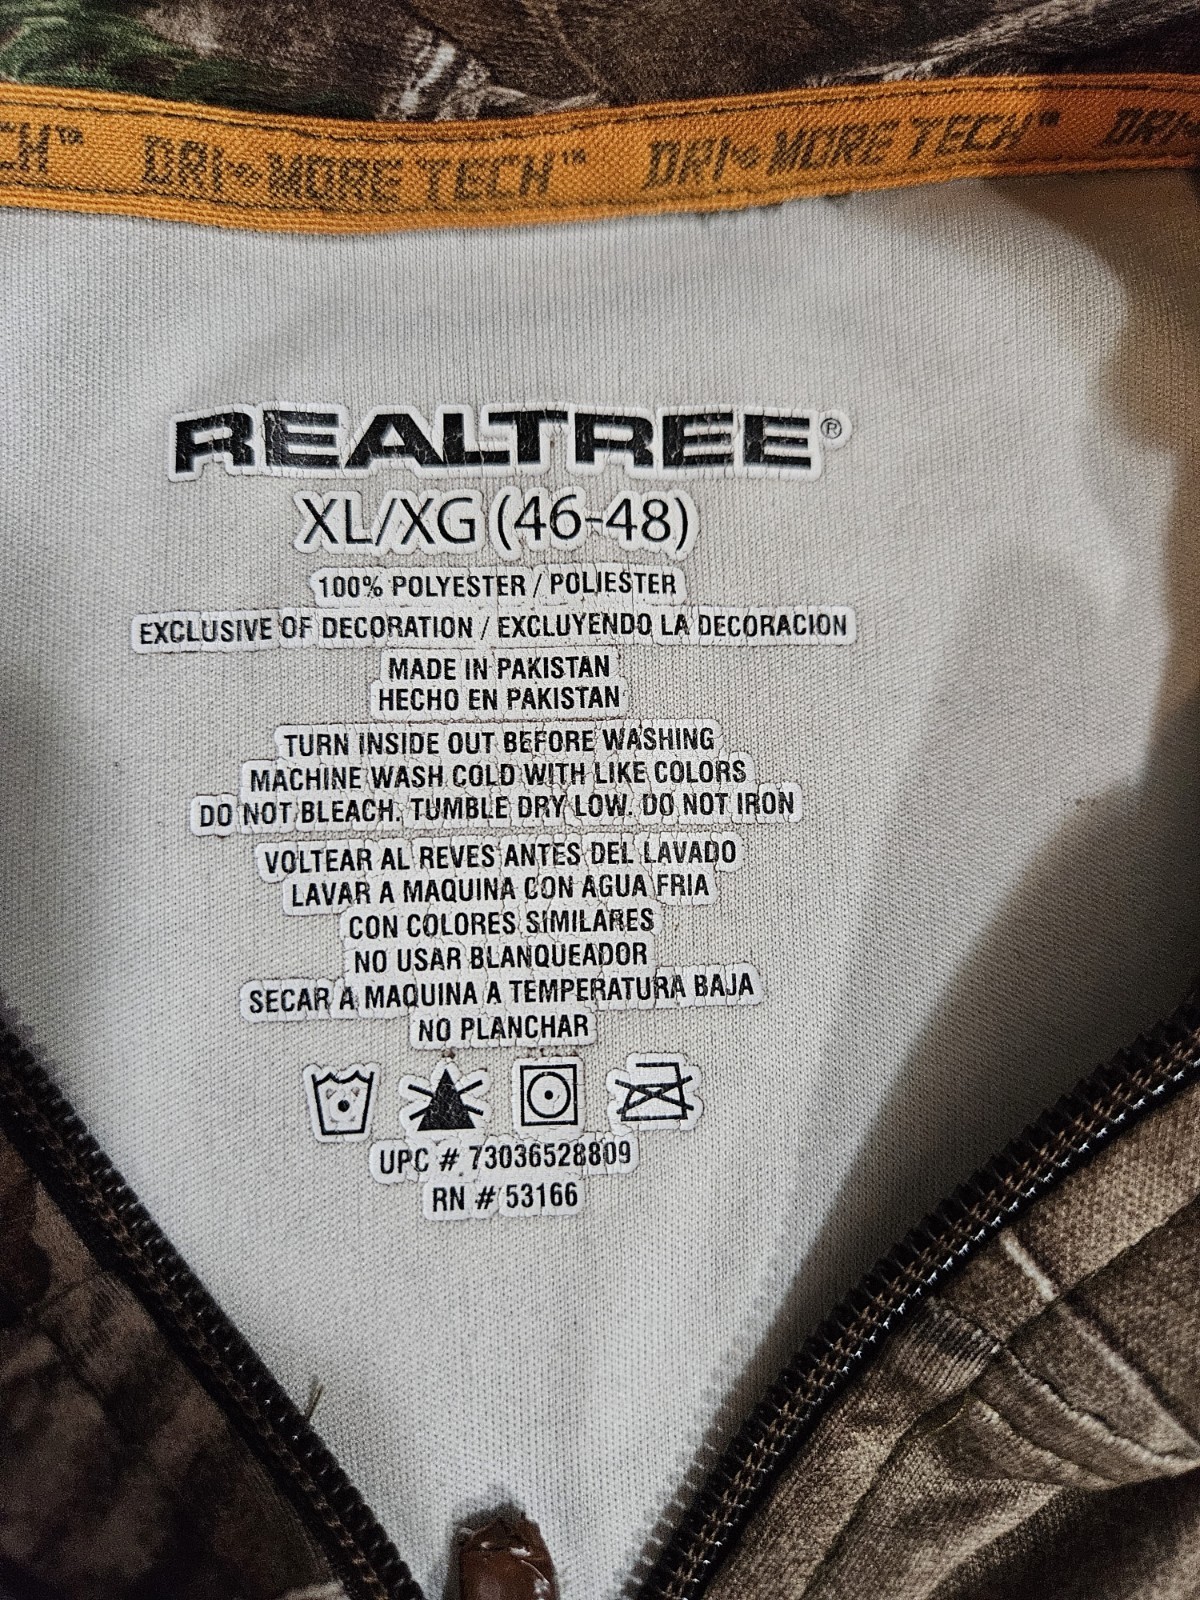 CH™ DRI~MORE TECH™ DRI~MORE TECH™ DRI~
REALTREE®
XL/XG (46-48)
100% POLYESTER / POLIESTER
EXCLUSIVE OF DECORATION / EXCLUYENDO LA DECORACION
MADE IN PAKISTAN
HECHO EN PAKISTAN
TURN INSIDE OUT BEFORE WASHING
MACHINE WASH COLD WITH LIKE COLORS
DO NOT BLEACH. TUMBLE DRY LOW. DO NOT IRON
VOLTEAR AL REVES ANTES DEL LAVADO
LAVAR A MAQUINA CON AGUA FRIA
CON COLORES SIMILARES
NO USAR BLANQUEADOR
SECAR A MAQUINA A TEMPERATURA BAJA
NO PLANCHAR
UPC # 73036528809
RN # 53166